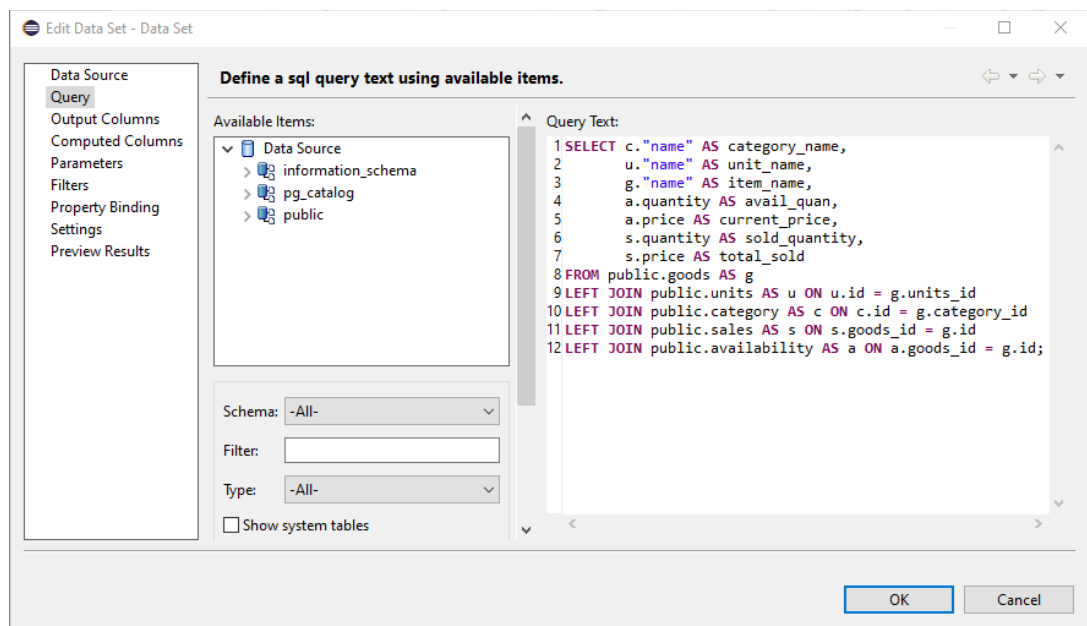 Edit Data Set - Data Set
Data Source
Query
Output Columns
Computed Columns
Parameters
Filters
Property Binding
Settings
Preview Results
Define a sql query text using available items.
Available Items:
Data Source
information_schema
pg_catalog
public
Schema: -All-
Filter:
Type: -All-
Show system tables
Query Text:
1 SELECT c."name" AS category_name,
2 u."name" AS unit_name,
3 g."name" AS item_name,
4 a.quantity AS avail_quan,
5 a.price AS current_price,
6 s.quantity AS sold_quantity,
7 s.price AS total_sold
8 FROM public.goods AS g
9 LEFT JOIN public.units AS u ON u.id = g.units_id
10 LEFT JOIN public.category AS c ON c.id = g.category_id
11 LEFT JOIN public.sales AS s ON s.goods_id = g.id
12 LEFT JOIN public.availability AS a ON a.goods_id = g.id;
OK
Cancel